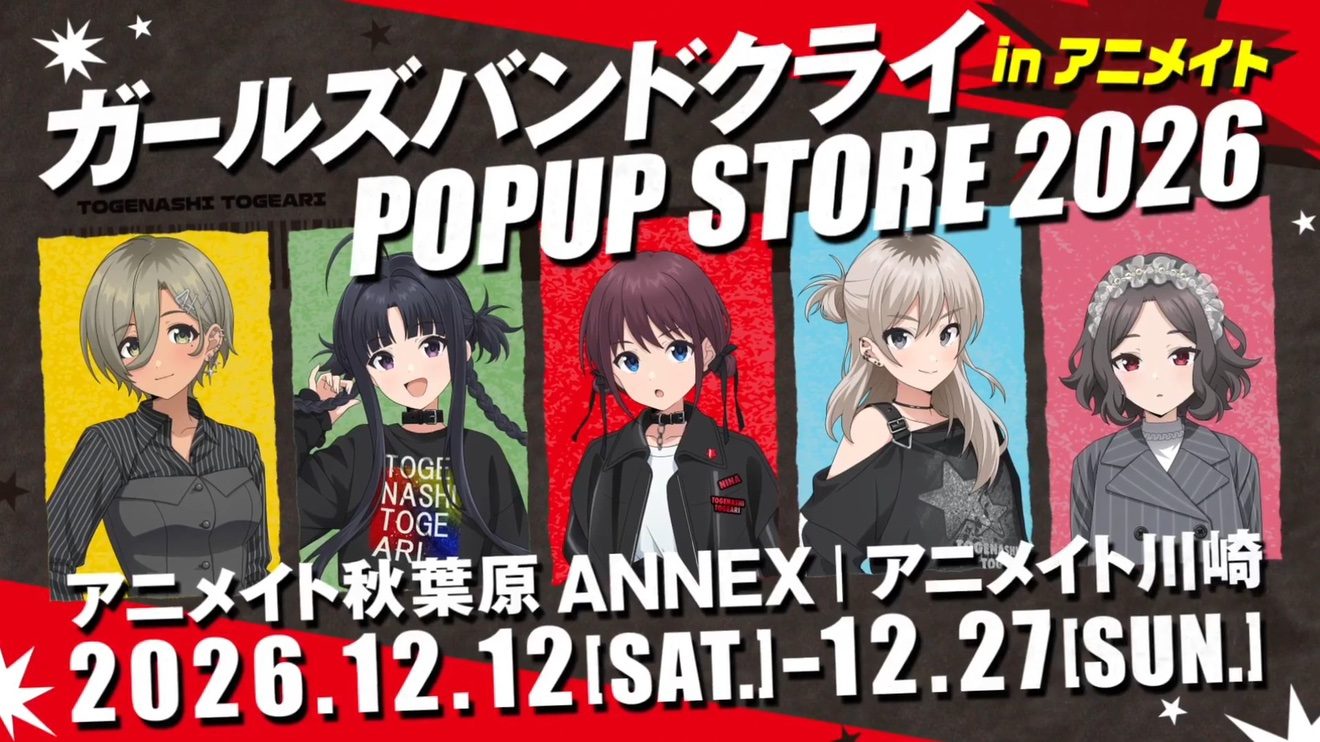 ガールズバンドクライ in アニメイト
POPUP STORE 2026
TOGENASHI TOGEARI
TOGE
NASHI
TOGE
ARI
NINA
TOGENASHI
TOGEARI
TOGENASHI
アニメイト秋葉原 ANNEX | アニメイト川崎
2026.12.12[SAT.]-12.27[SUN.]